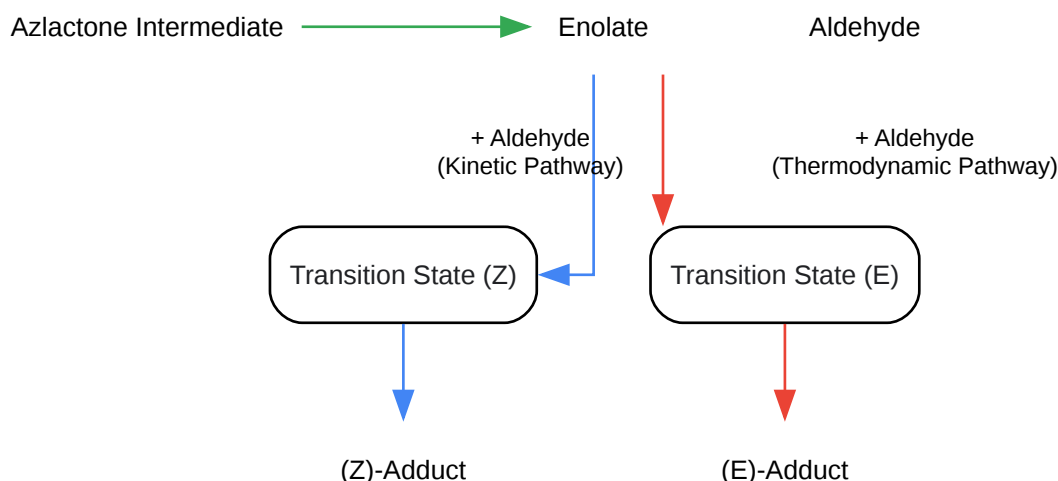 Azlactone Intermediate
Enolate
Aldehyde
+ Aldehyde
(Kinetic Pathway)
+ Aldehyde
(Thermodynamic Pathway)
Transition State (Z)
Transition State (E)
(Z)-Adduct
(E)-Adduct